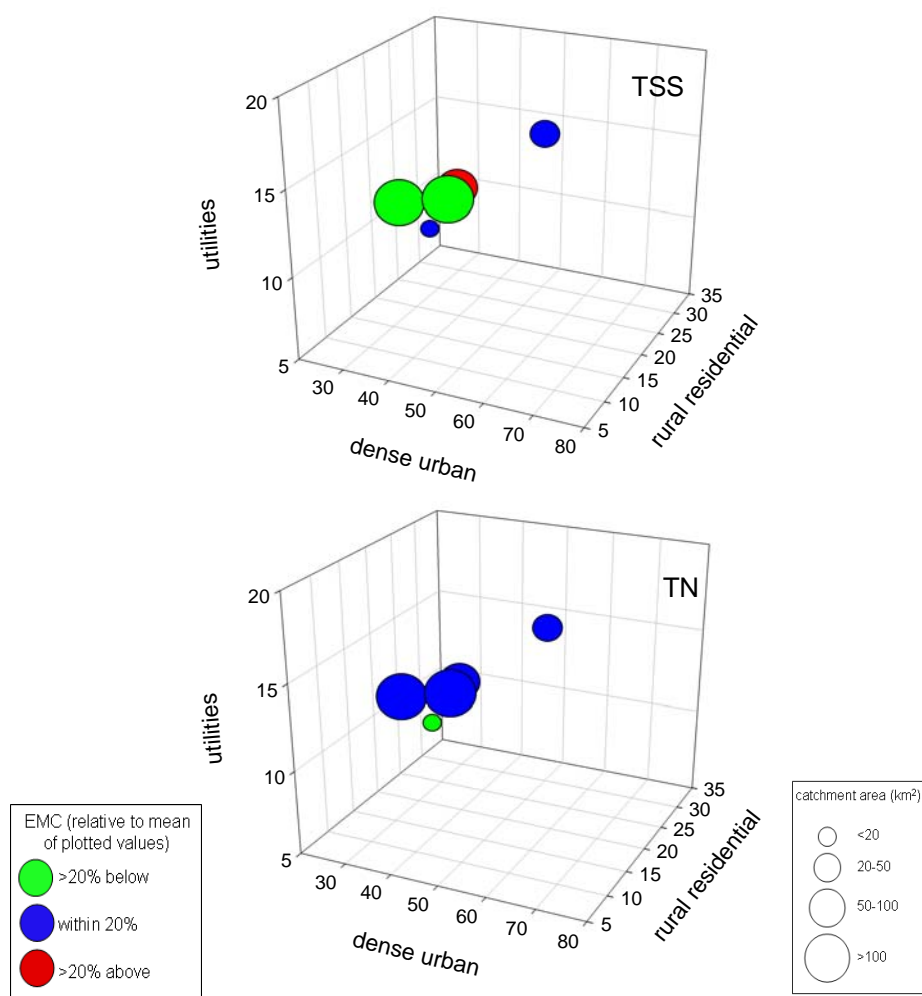 TSS
20
15
10
5
utilities
30
40
50
60
70
80
dense urban
35
30
25
20
15
10
5
rural residential
TN
20
15
10
5
utilities
30
40
50
60
70
80
dense urban
35
30
25
20
15
10
5
rural residential
EMC (relative to mean
of plotted values)
>20% below
within 20%
>20% above
catchment area (km²)
<20
20-50
50-100
>100